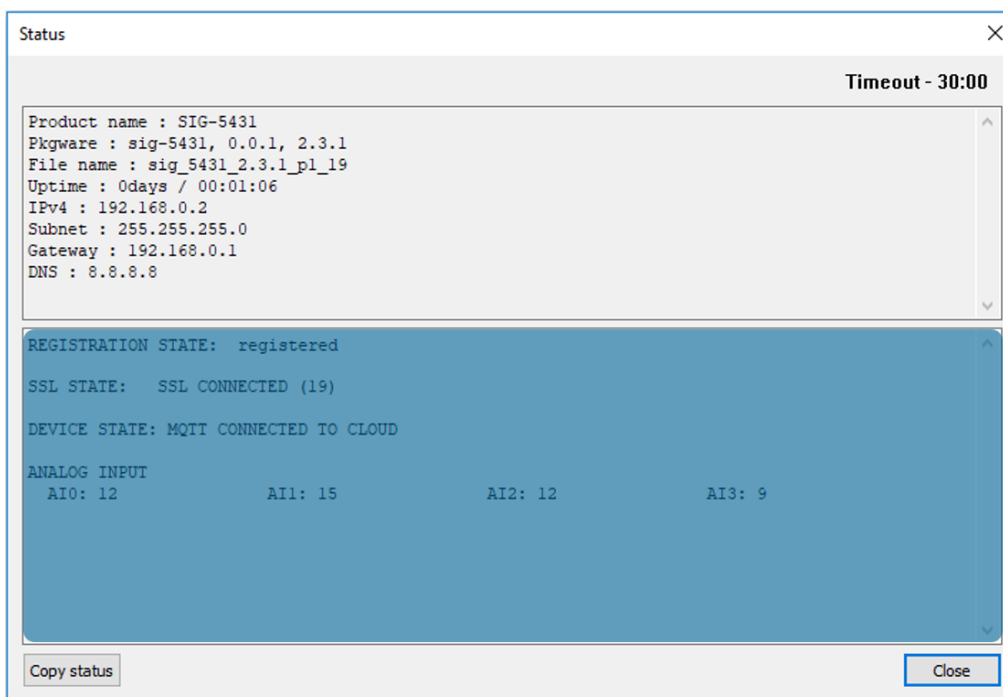 Status
Timeout - 30:00
Product name : SIG-5431
Pkgware : sig-5431, 0.0.1, 2.3.1
File name : sig_5431_2.3.1_p1_19
Uptime : 0days / 00:01:06
IPv4 : 192.168.0.2
Subnet : 255.255.255.0
Gateway : 192.168.0.1
DNS : 8.8.8.8
REGISTRATION STATE: registered
SSL STATE: SSL CONNECTED (19)
DEVICE STATE: MQTT CONNECTED TO CLOUD
ANALOG INPUT
AI0: 12 AI1: 15 AI2: 12 AI3: 9
Copy status Close